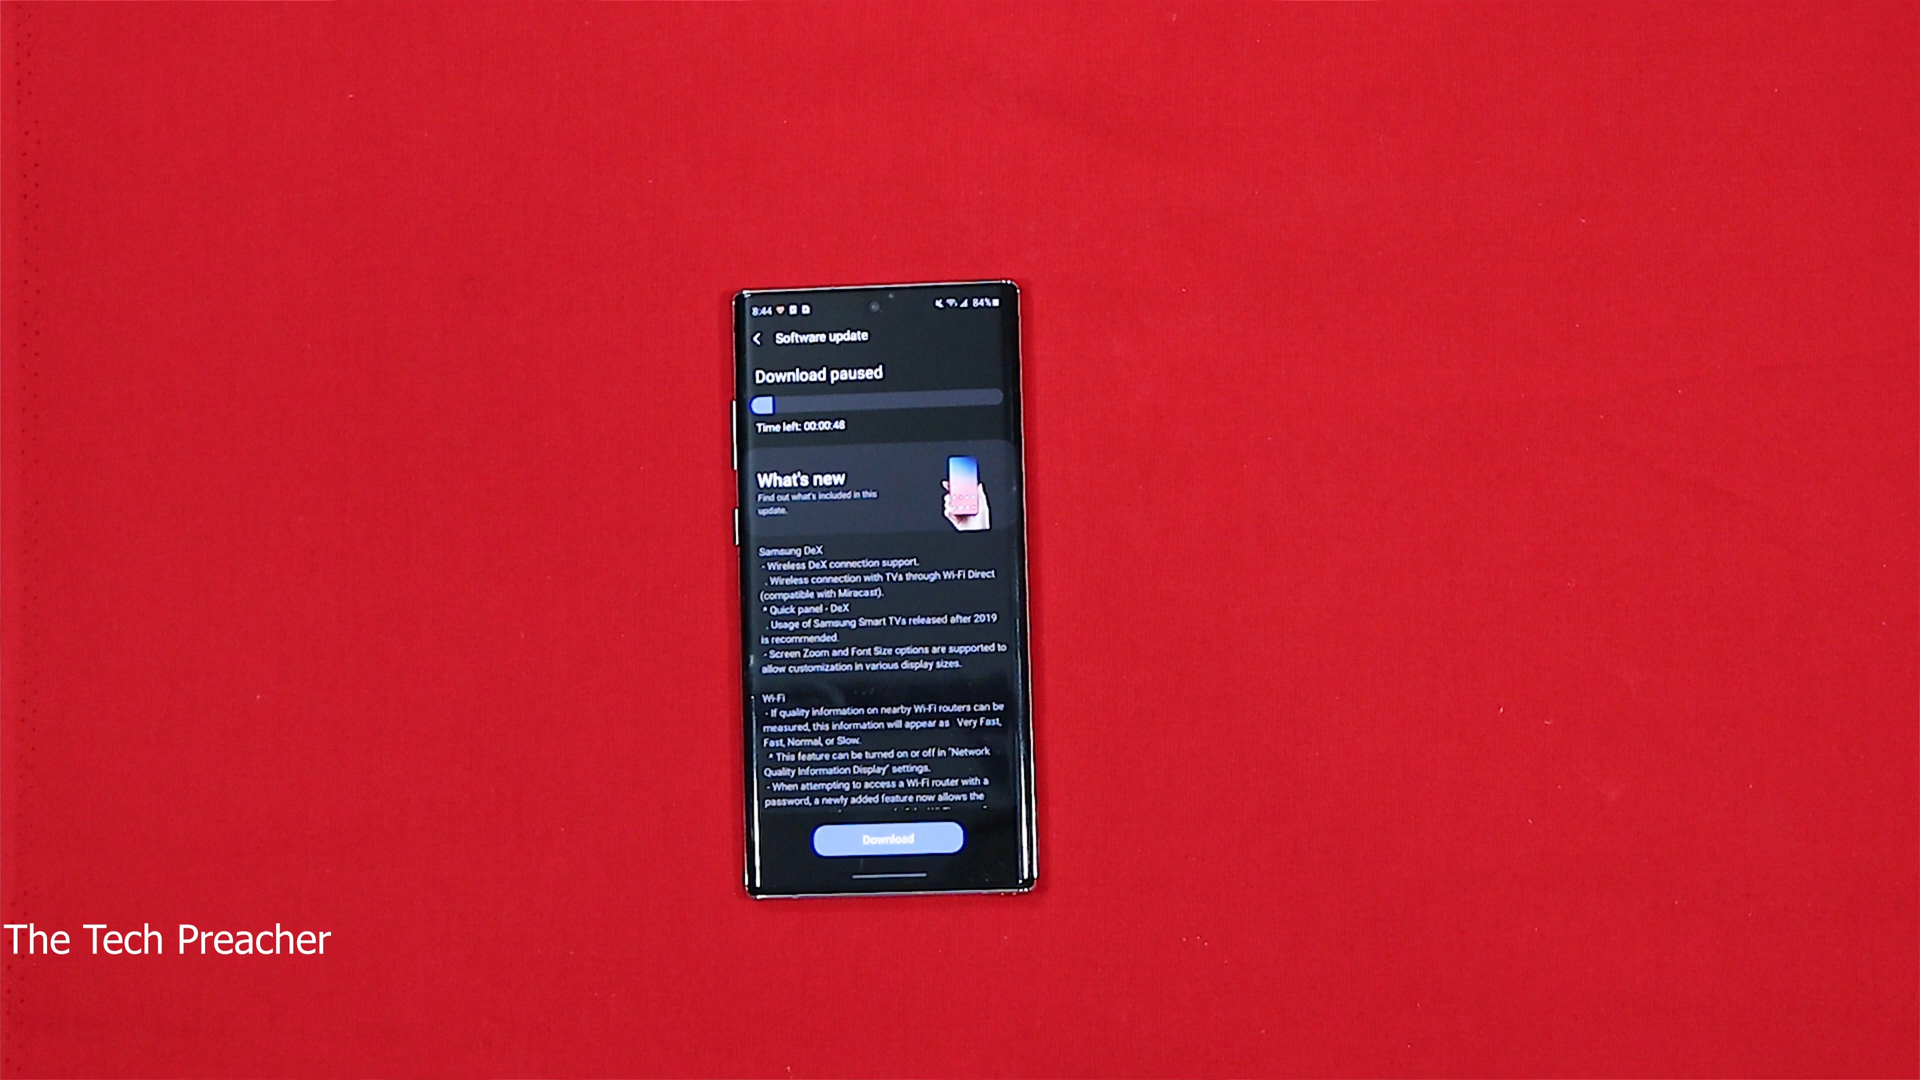 8:44
84%
Software update
Download paused
Time left: 00:00:48
What's new
Find out what's included in this
update.
Samsung DeX
- Wireless DeX connection support.
. Wireless connection with TVs through Wi-Fi Direct
(compatible with Miracast).
* Quick panel - DeX
. Usage of Samsung Smart TVs released after 2019
is recommended.
- Screen Zoom and Font Size options are supported to
allow customization in various display sizes.
Wi-Fi
- If quality information on nearby Wi-Fi routers can be
measured, this information will appear as Very Fast,
Fast, Normal, or Slow.
* This feature can be turned on or off in "Network
Quality Information Display" settings.
- When attempting to access a Wi-Fi router with a
password, a newly added feature now allows the
Download
The Tech Preacher